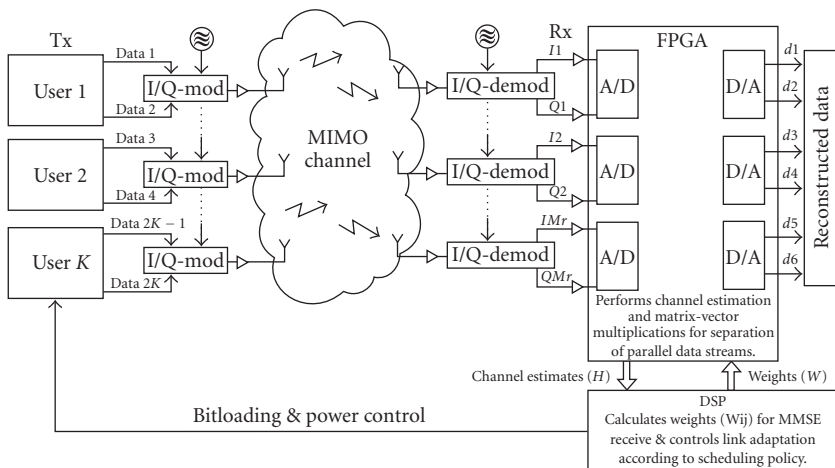 Tx
Rx
FPGA
User 1
Data 1
Data 2
I/Q-mod
I/Q-demod
I1
Q1
A/D
D/A
d1
d2
User 2
Data 3
Data 4
I/Q-mod
MIMO
channel
I/Q-demod
I2
Q2
A/D
D/A
d3
d4
Reconstructed data
User K
Data 2K − 1
Data 2K
I/Q-mod
I/Q-demod
IMr
QMr
A/D
D/A
d5
d6
Performs channel estimation
and matrix-vector
multiplications for separation
of parallel data streams.
Channel estimates (H)
Weights (W)
Bitloading & power control
DSP
Calculates weights (Wij) for MMSE
receive & controls link adaptation
according to scheduling policy.